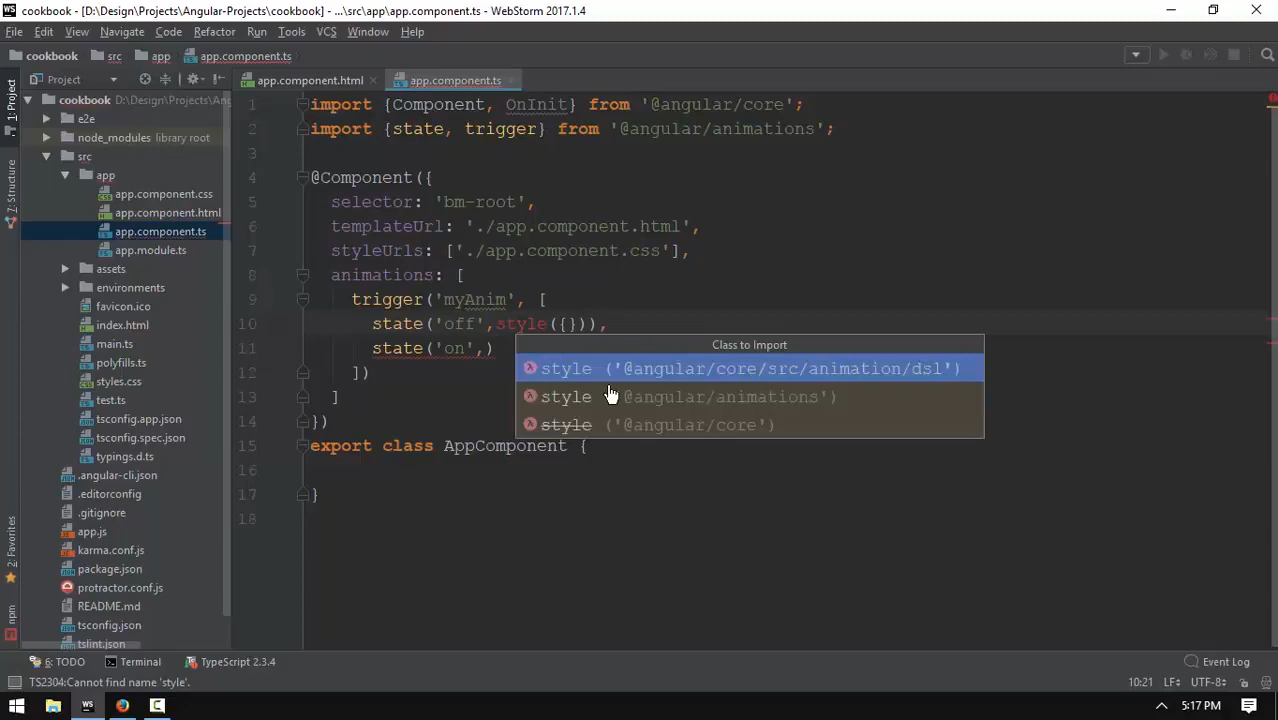 cookbook - [D:\Design\Projects\Angular-Projects\cookbook] - ...\src\app\app.component.ts - WebStorm 2017.1.4
File Edit View Navigate Code Refactor Run Tools VCS Window Help
cookbook src app app.component.ts
Project app.component.html app.component.ts
1: Project
7: Structure
2: Favorites
npm
cookbook D:\Design\Projects\Ang
e2e
node_modules library root
src
app
app.component.css
app.component.html
app.component.ts
app.module.ts
assets
environments
favicon.ico
index.html
main.ts
polyfills.ts
styles.css
test.ts
tsconfig.app.json
tsconfig.spec.json
typings.d.ts
.angular-cli.json
.editorconfig
.gitignore
app.js
karma.conf.js
package.json
protractor.conf.js
README.md
tsconfig.json
tslint.json
1 import {Component, OnInit} from '@angular/core';
2 import {state, trigger} from '@angular/animations';
3
4 @Component({
5 selector: 'bm-root',
6 templateUrl: './app.component.html',
7 styleUrls: ['./app.component.css'],
8 animations: [
9 trigger('myAnim', [
10 state('off',style({})),
11 state('on',)
12 ])
13 ]
14 })
15 export class AppComponent {
16
17 }
18
Class to Import
style ('@angular/core/src/animation/dsl')
style '@angular/animations')
style ('@angular/core')
6: TODO Terminal TypeScript 2.3.4 Event Log
TS2304:Cannot find name 'style'. 10:21 LF÷ UTF-8÷
WS 5:17 PM